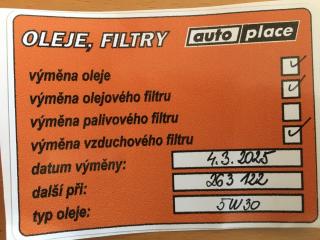 OLEJE, FILTRY auto place
výměna oleje
výměna olejového filtru
výměna palivového filtru
výměna vzduchového filtru
datum výměny: 4.3.2025
další při: 263 122
typ oleje: 5W30